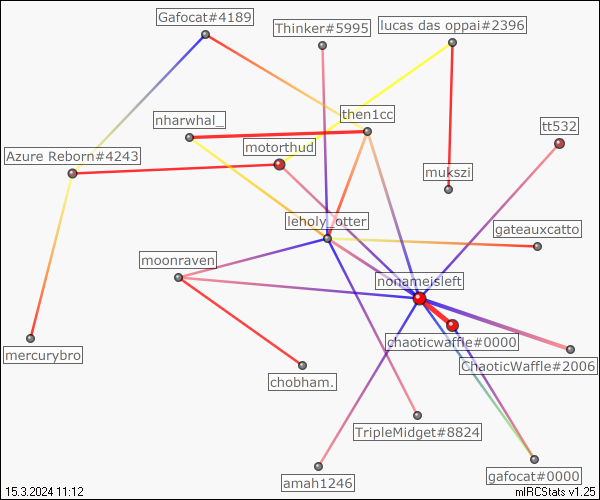 Gafocat#4189
Thinker#5995
lucas das oppai#2396
nharwhal_
then1cc
tt532
motorthud
Azure Reborn#4243
mukszi
leholy_otter
gateauxcatto
moonraven
nonameisleft
chaoticwaffle#0000
mercurybro
ChaoticWaffle#2006
chobham.
TripleMidget#8824
gafocat#0000
amah1246
15.3.2024 11:12
mIRCStats v1.25